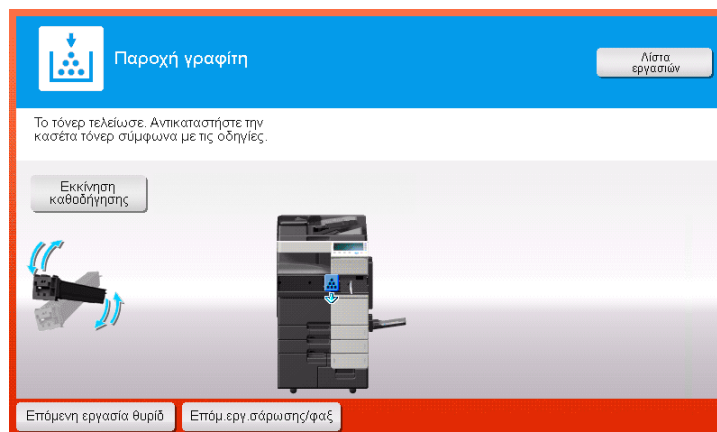 Παροχή γραφίτη
Λίστα
εργασιών
Το τόνερ τελείωσε. Αντικαταστήστε την
κασέτα τόνερ σύμφωνα με τις οδηγίες.
Εκκίνηση
καθοδήγησης
Επόμενη εργασία θυρίδ
Επόμ.εργ.σάρωσης/φαξ